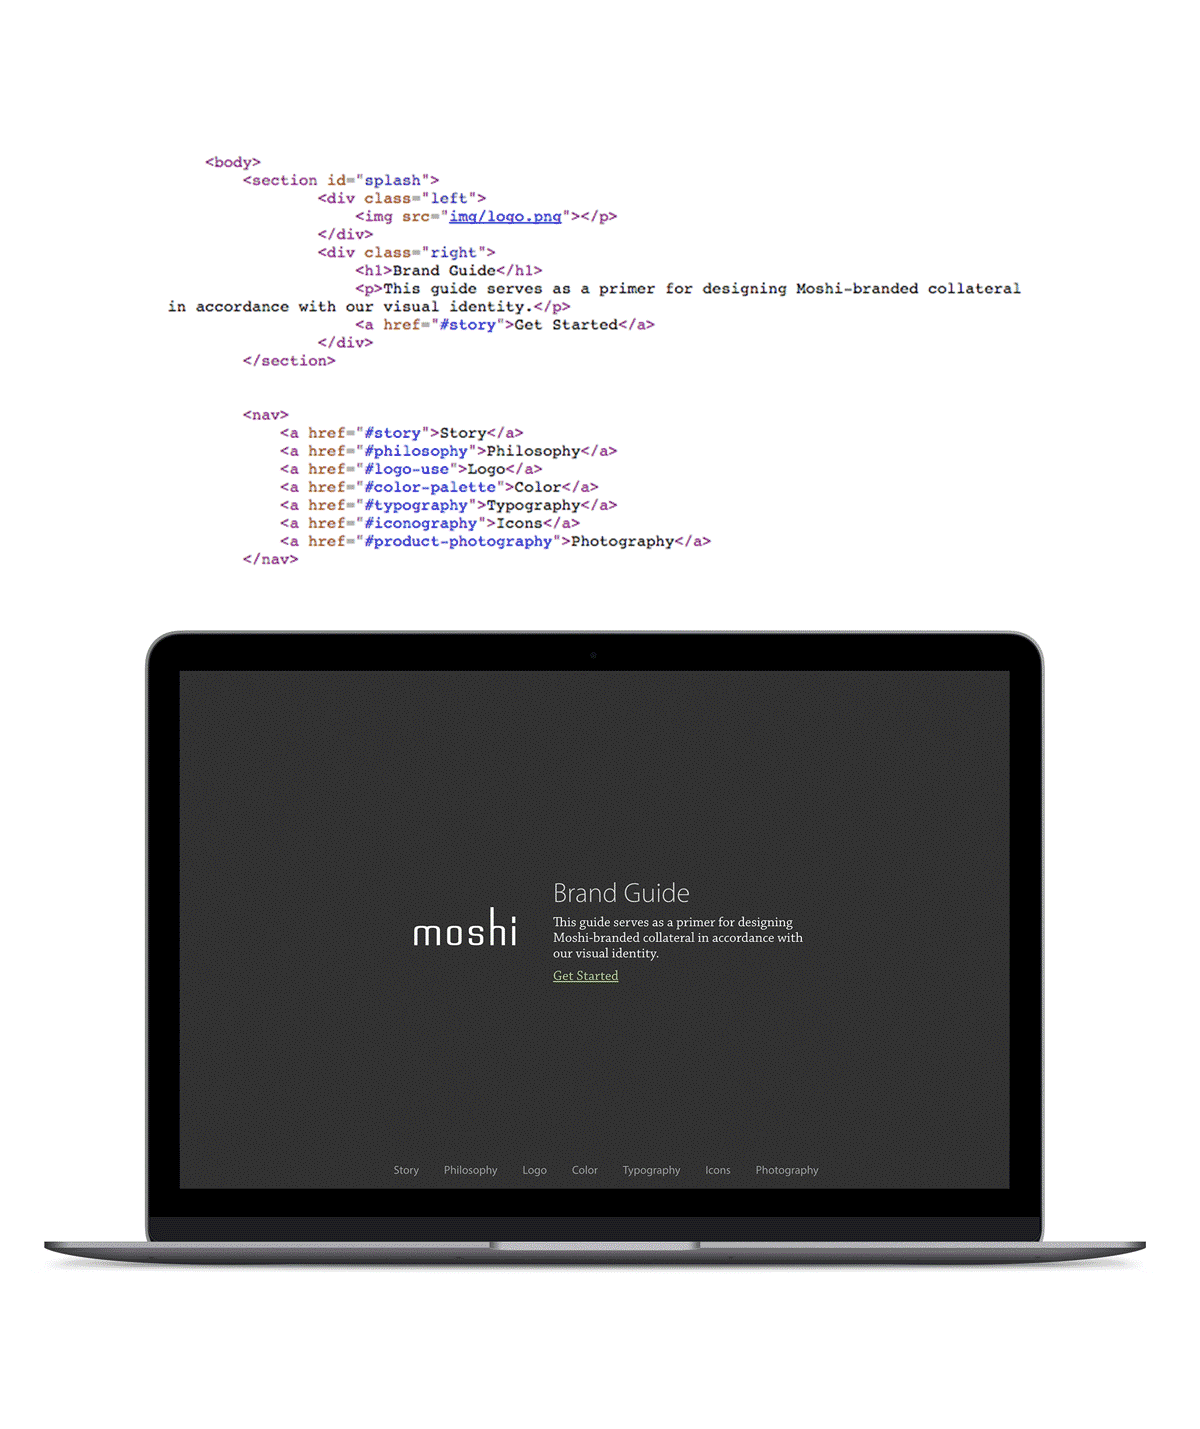 <body>
<section id="splash">
<div class="left">
<img src="img/logo.png"></p>
</div>
<div class="right">
<h1>Brand Guide</h1>
<p>This guide serves as a primer for designing Moshi-branded collateral
in accordance with our visual identity.</p>
<a href="#story">Get Started</a>
</div>
</section>
<nav>
<a href="#story">Story</a>
<a href="#philosophy">Philosophy</a>
<a href="#logo-use">Logo</a>
<a href="#color-palette">Color</a>
<a href="#typography">Typography</a>
<a href="#iconography">Icons</a>
<a href="#product-photography">Photography</a>
</nav>
moshi
Brand Guide
This guide serves as a primer for designing
Moshi-branded collateral in accordance with
our visual identity.
Get Started
Story Philosophy Logo Color Typography Icons Photography